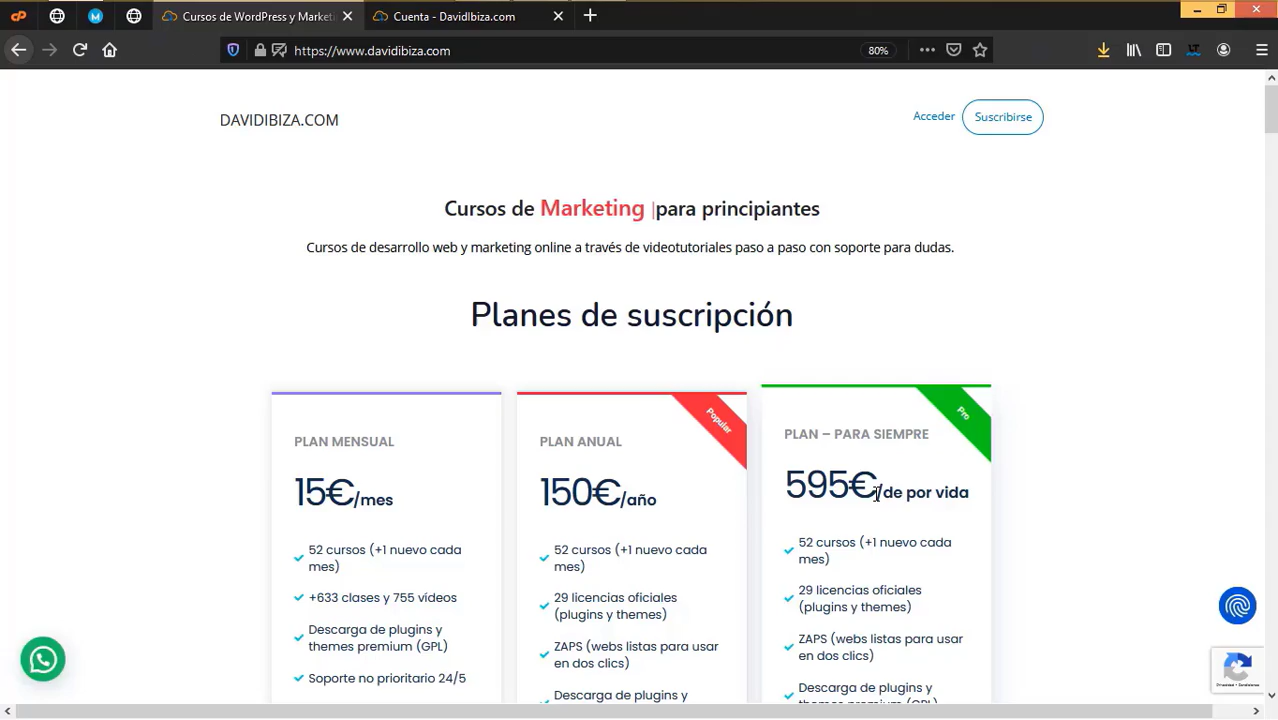 Cursos de WordPress y Market
Cuenta - DavidIbiza.com
https://www.davidibiza.com
80%
DAVIDIBIZA.COM
Acceder
Suscribirse
Cursos de Marketing |para principiantes
Cursos de desarrollo web y marketing online a través de videotutoriales paso a paso con soporte para dudas.
Planes de suscripción
PLAN MENSUAL
15€/mes
52 cursos (+1 nuevo cada
mes)
+633 clases y 755 vídeos
Descarga de plugins y
themes premium (GPL)
Soporte no prioritario 24/5
Popular
PLAN ANUAL
150€/año
52 cursos (+1 nuevo cada
mes)
29 licencias oficiales
(plugins y themes)
ZAPS (webs listas para usar
en dos clics)
Descarga de plugins y
Pro
PLAN – PARA SIEMPRE
595€/de por vida
52 cursos (+1 nuevo cada
mes)
29 licencias oficiales
(plugins y themes)
ZAPS (webs listas para usar
en dos clics)
Descarga de plugins y
themes premium (GPL)